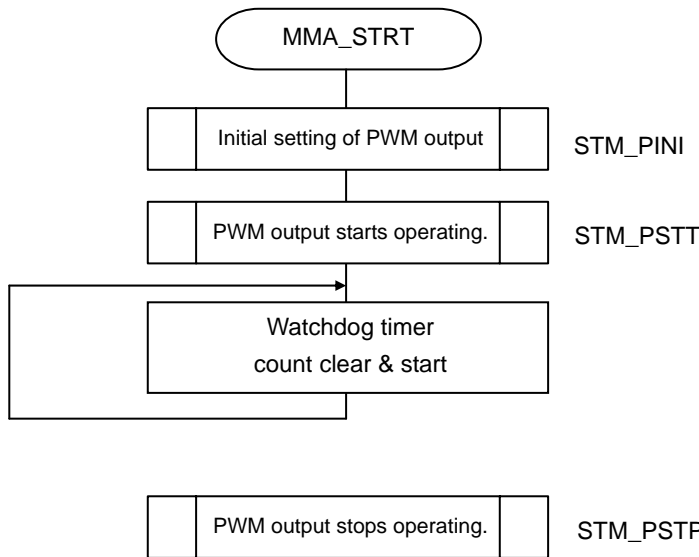 MMA_STRT
Initial setting of PWM output
STM_PINI
PWM output starts operating.
STM_PSTT
Watchdog timer
count clear & start
PWM output stops operating.
STM_PSTP